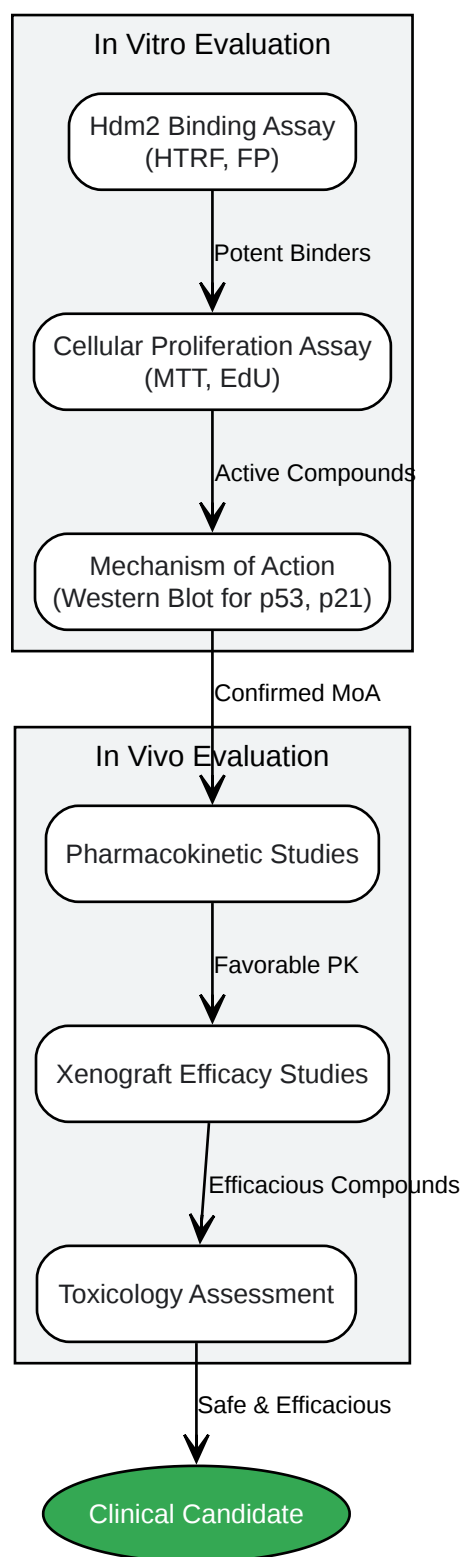 In Vitro Evaluation
Hdm2 Binding Assay
(HTRF, FP)
Potent Binders
Cellular Proliferation Assay
(MTT, EdU)
Active Compounds
Mechanism of Action
(Western Blot for p53, p21)
Confirmed MoA
In Vivo Evaluation
Pharmacokinetic Studies
Favorable PK
Xenograft Efficacy Studies
Efficacious Compounds
Toxicology Assessment
Safe & Efficacious
Clinical Candidate